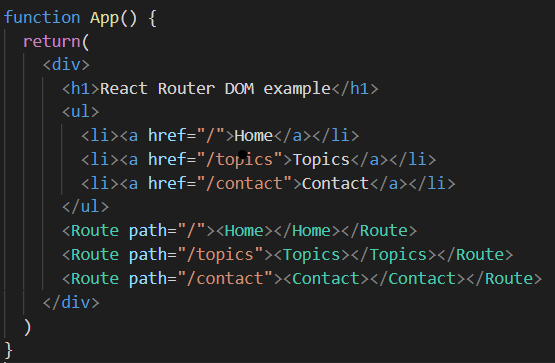 function App() {
  return(
    <div>
      <h1>React Router DOM example</h1>
      <ul>
        <li><a href="/">Home</a></li>
        <li><a href="/topics">Topics</a></li>
        <li><a href="/contact">Contact</a></li>
      </ul>
      <Route path="/"><Home></Home></Route>
      <Route path="/topics"><Topics></Topics></Route>
      <Route path="/contact"><Contact></Contact></Route>
    </div>
  )
}